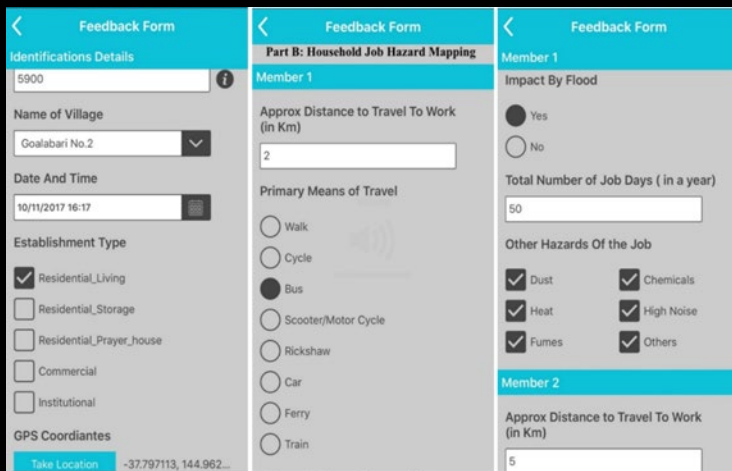 Feedback Form
Identifications Details
5900
Name of Village
Goalabari No.2
Date And Time
10/11/2017 16:17
Establishment Type
Residential_Living
Residential_Storage
Residential_Prayer_house
Commercial
Institutional
GPS Coordiantes
Take Location -37.797113, 144.962...
Feedback Form
Part B: Household Job Hazard Mapping
Member 1
Approx Distance to Travel To Work
(in Km)
2
Primary Means of Travel
Walk
Cycle
Bus
Scooter/Motor Cycle
Rickshaw
Car
Ferry
Train
Feedback Form
Member 1
Impact By Flood
Yes
No
Total Number of Job Days ( in a year)
50
Other Hazards Of the Job
Dust Chemicals
Heat High Noise
Fumes Others
Member 2
Approx Distance to Travel To Work
(in Km)
5